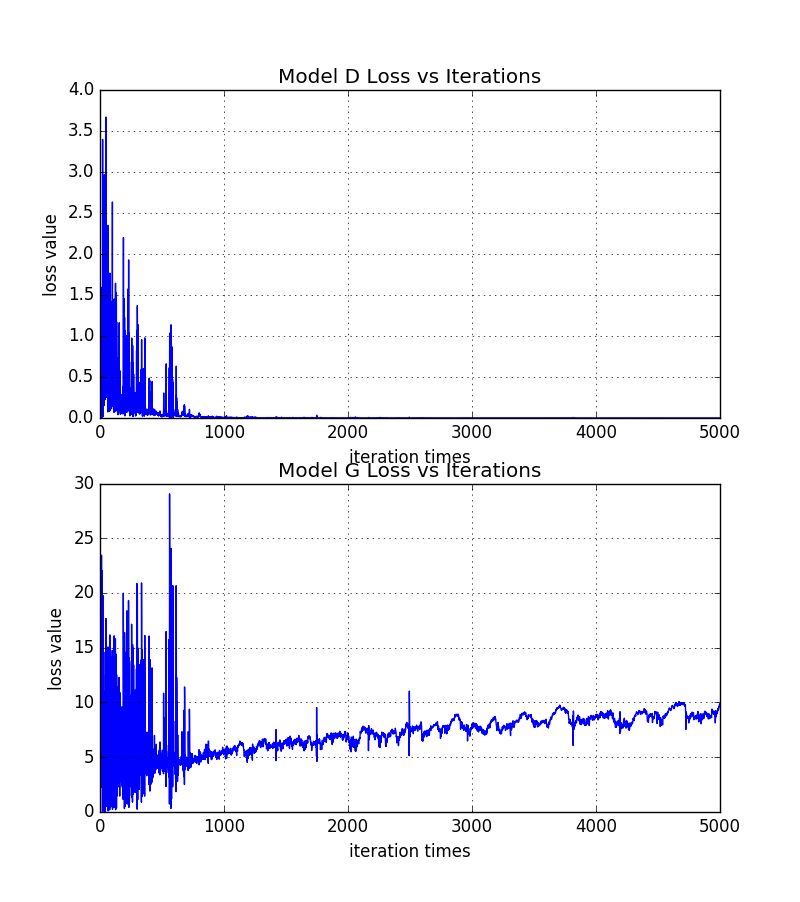 Model D Loss vs Iterations
4.0
3.5
3.0
2.5
2.0
1.5
1.0
0.5
0.0
loss value
0 1000 2000 3000 4000 5000
iteration times
Model G Loss vs Iterations
30
25
20
15
10
5
0
loss value
0 1000 2000 3000 4000 5000
iteration times